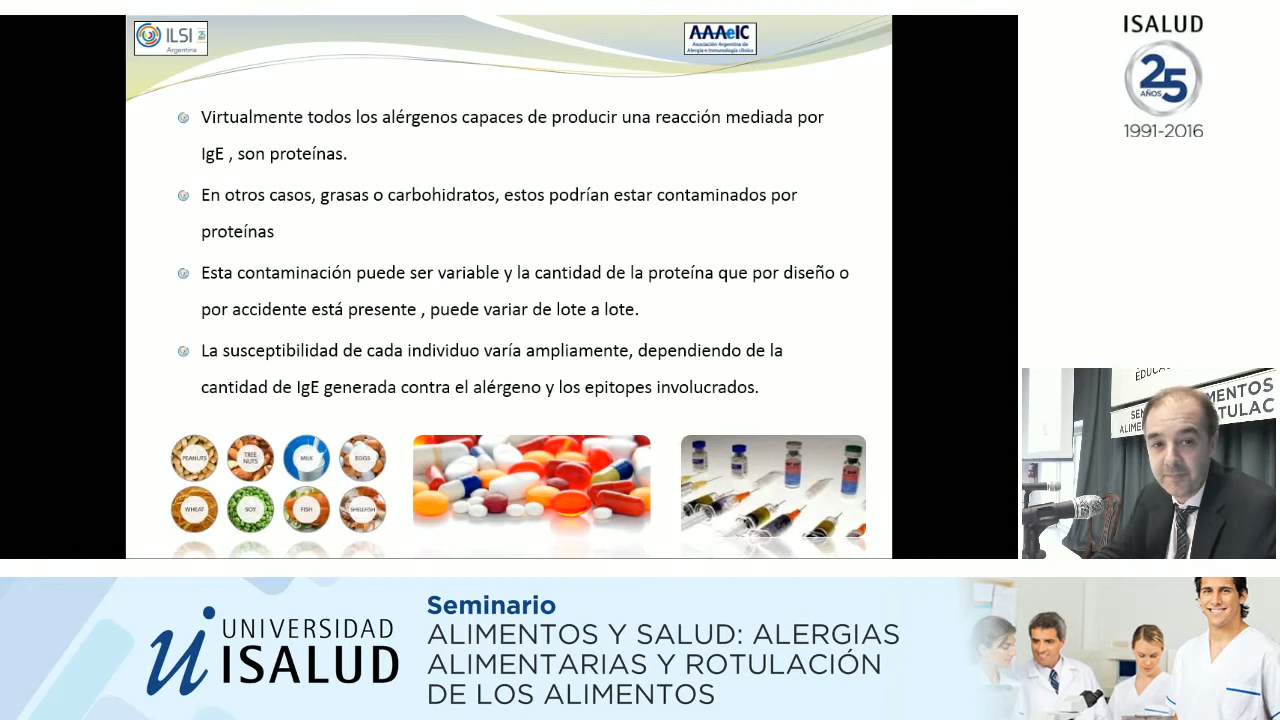 ILSI
Argentina
AAAeIC
Asociación Argentina de
Alergia e Inmunología Clínica
ISALUD
25
AÑOS
1991-2016
Virtualmente todos los alérgenos capaces de producir una reacción mediada por
IgE , son proteínas.
En otros casos, grasas o carbohidratos, estos podrían estar contaminados por
proteínas
Esta contaminación puede ser variable y la cantidad de la proteína que por diseño o
por accidente está presente , puede variar de lote a lote.
La susceptibilidad de cada individuo varía ampliamente, dependiendo de la
cantidad de IgE generada contra el alérgeno y los epitopes involucrados.
PEANUTS
TREE
NUTS
MILK
EGGS
WHEAT
SOY
FISH
SHELLFISH
UNIVERSIDAD
ISALUD
Seminario
ALIMENTOS Y SALUD: ALERGIAS
ALIMENTARIAS Y ROTULACIÓN
DE LOS ALIMENTOS